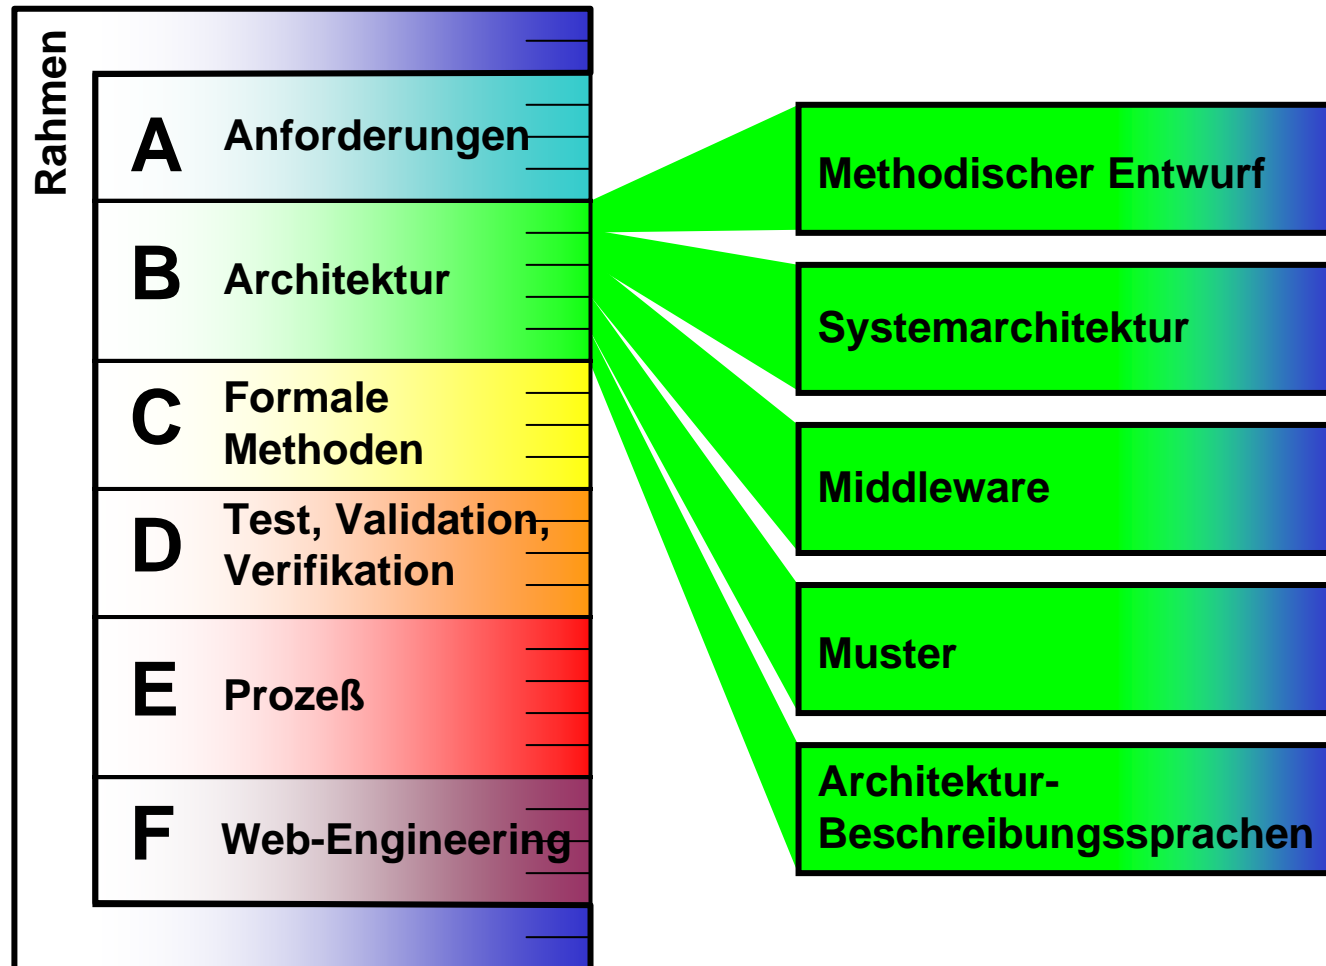 Rahmen
A Anforderungen
B Architektur
C Formale
Methoden
D Test, Validation,
Verifikation
E Prozeß
F Web-Engineering
Methodischer Entwurf
Systemarchitektur
Middleware
Muster
Architektur-
Beschreibungssprachen